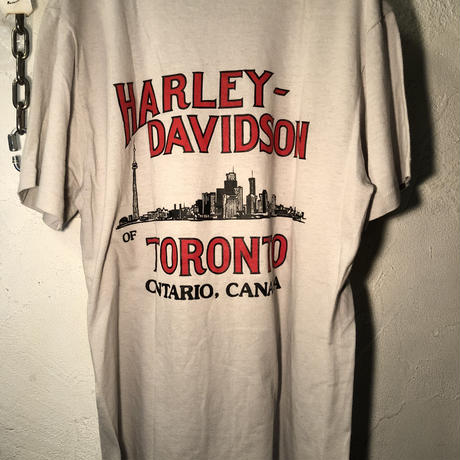 HARLEY-
DAVIDSON
OF
TORONTO
ONTARIO, CANADA